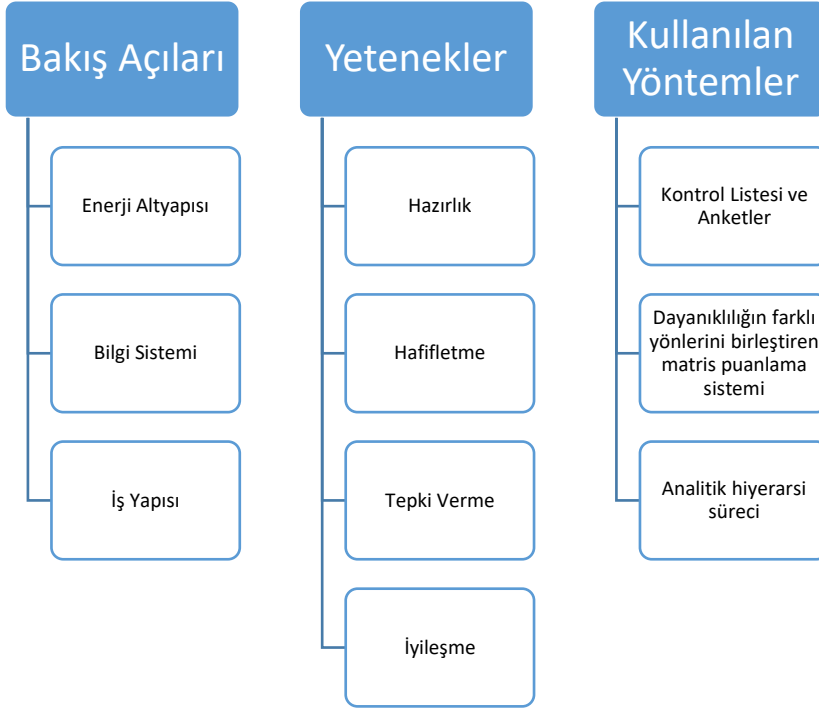 Bakış Açıları
Enerji Altyapısı
Bilgi Sistemi
İş Yapısı
Yetenekler
Hazırlık
Hafifletme
Tepki Verme
İyileşme
Kullanılan
Yöntemler
Kontrol Listesi ve
Anketler
Dayanıklılığın farklı
yönlerini birleştiren
matris puanlama
sistemi
Analitik hiyerarsi
süreci